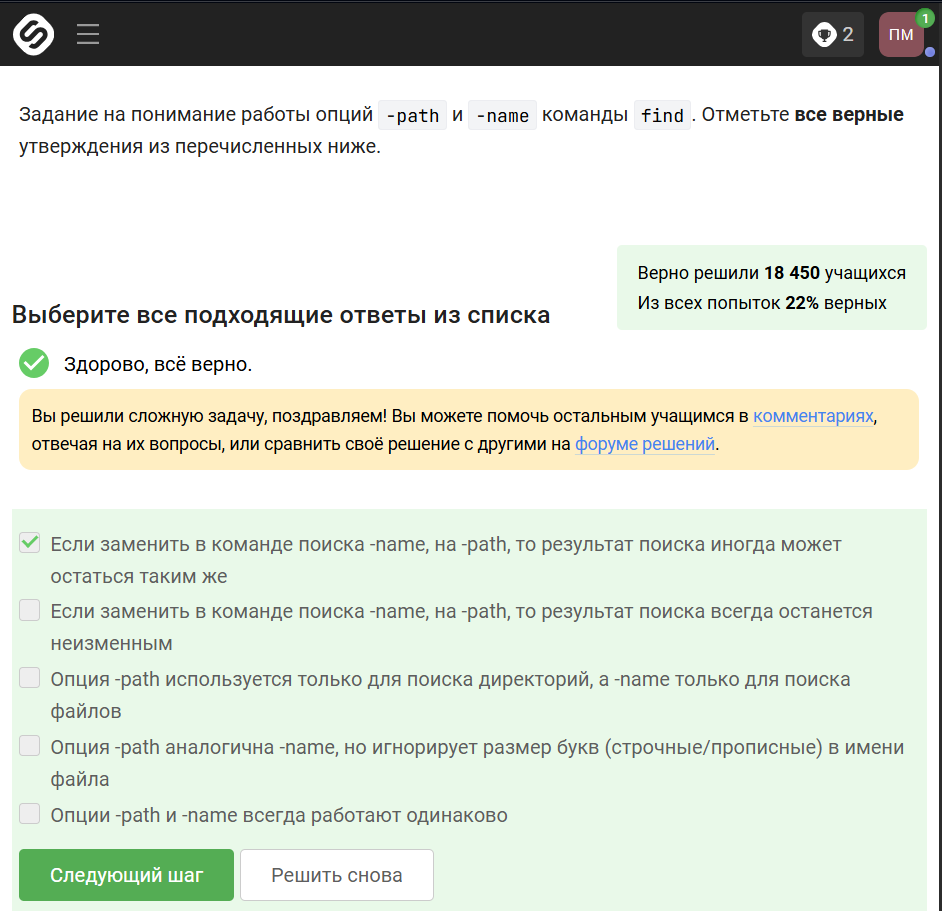 2
ПМ
1
Задание на понимание работы опций -path и -name команды find. Отметьте все верные
утверждения из перечисленных ниже.
Верно решили 18 450 учащихся
Из всех попыток 22% верных
Выберите все подходящие ответы из списка
Здорово, всё верно.
Вы решили сложную задачу, поздравляем! Вы можете помочь остальным учащимся в комментариях,
отвечая на их вопросы, или сравнить своё решение с другими на форуме решений.
Если заменить в команде поиска -name, на -path, то результат поиска иногда может
остаться таким же
Если заменить в команде поиска -name, на -path, то результат поиска всегда останется
неизменным
Опция -path используется только для поиска директорий, а -name только для поиска
файлов
Опция -path аналогична -name, но игнорирует размер букв (строчные/прописные) в имени
файла
Опции -path и -name всегда работают одинаково
Следующий шаг
Решить снова